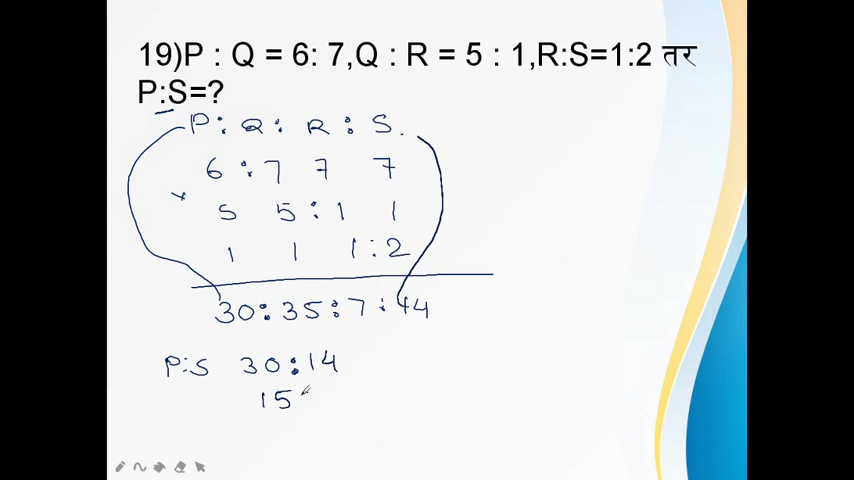 19)P : Q = 6: 7,Q : R = 5 : 1,R:S=1:2 तर
P:S=?
P : Q : R : S.
6 : 7 7 7
× 5 5 : 1 1
1 1 1 : 2
30 : 35 : 7 : 14
P:S 30 : 14
15